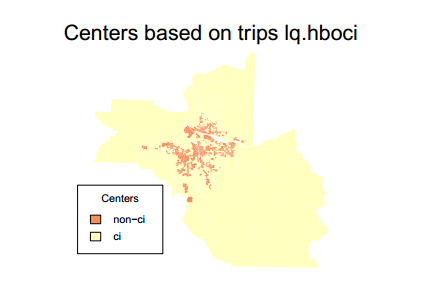 Centers based on trips lq.hboci
Centers
non−ci
ci